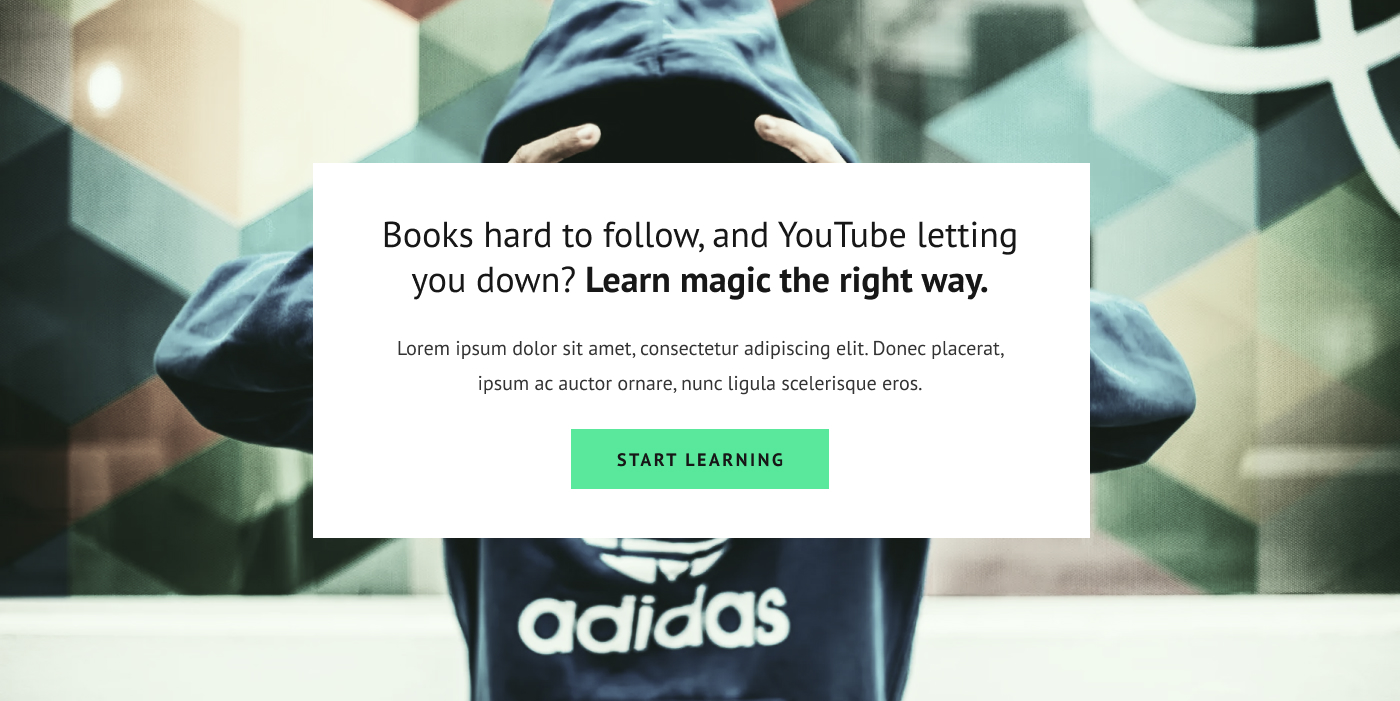 Books hard to follow, and YouTube letting
you down? Learn magic the right way.
Lorem ipsum dolor sit amet, consectetur adipiscing elit. Donec placerat,
ipsum ac auctor ornare, nunc ligula scelerisque eros.
START LEARNING
adidas